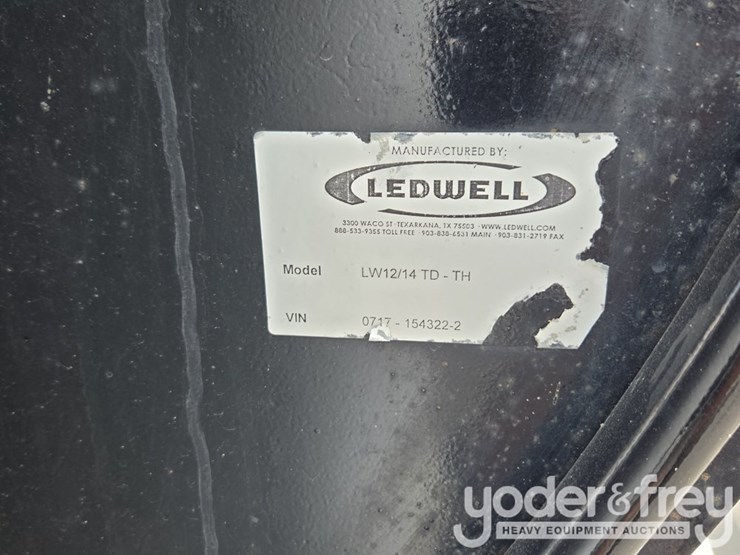 MANUFACTURED BY:
LEDWELL
3300 WACO ST · TEXARKANA, TX 75503 · WWW.LEDWELL.COM
888-533-9355 TOLL FREE · 903-838-6531 MAIN · 903-831-2719 FAX
Model LW12/14 TD - TH
VIN 0717 - 154322-2
yoder&frey
HEAVY EQUIPMENT AUCTIONS